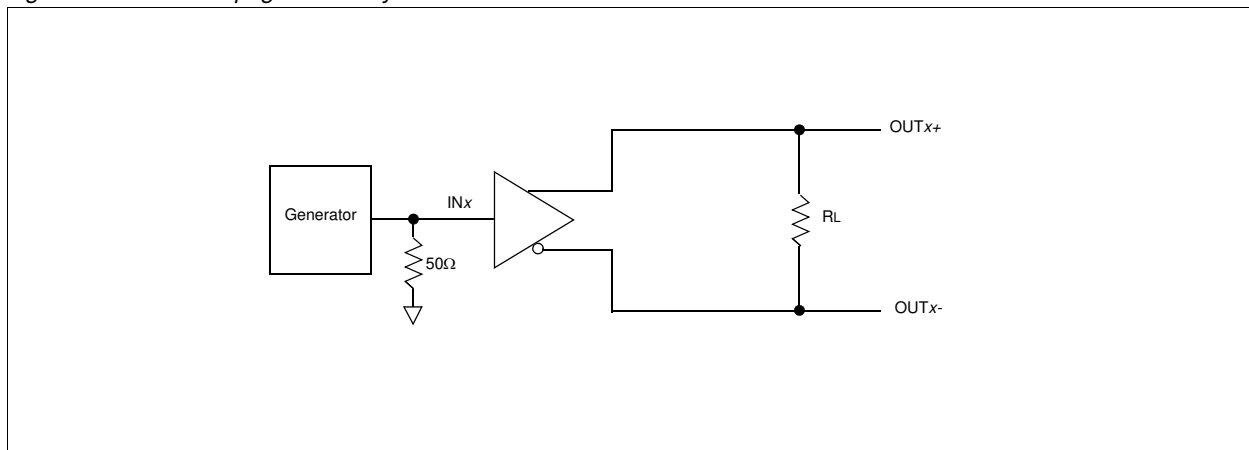 OUTx+
Generator
INx
RL
50Ω
OUTx-